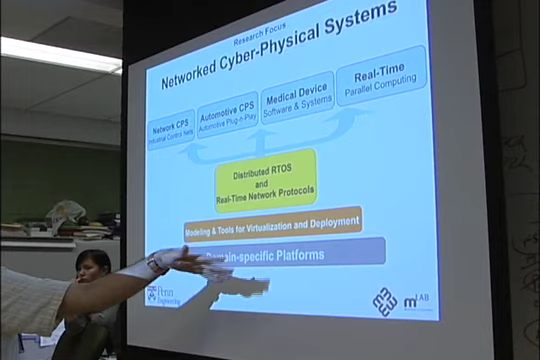 Research Focus
Networked Cyber-Physical Systems
Network CPS
Industrial Control Nets
Automotive CPS
Automotive Plug-n-Play
Medical Device
Software & Systems
Real-Time
Parallel Computing
Distributed RTOS
and
Real-Time Network Protocols
Modeling & Tools for Virtualization and Deployment
Domain-specific Platforms
Penn
Engineering
mLAB